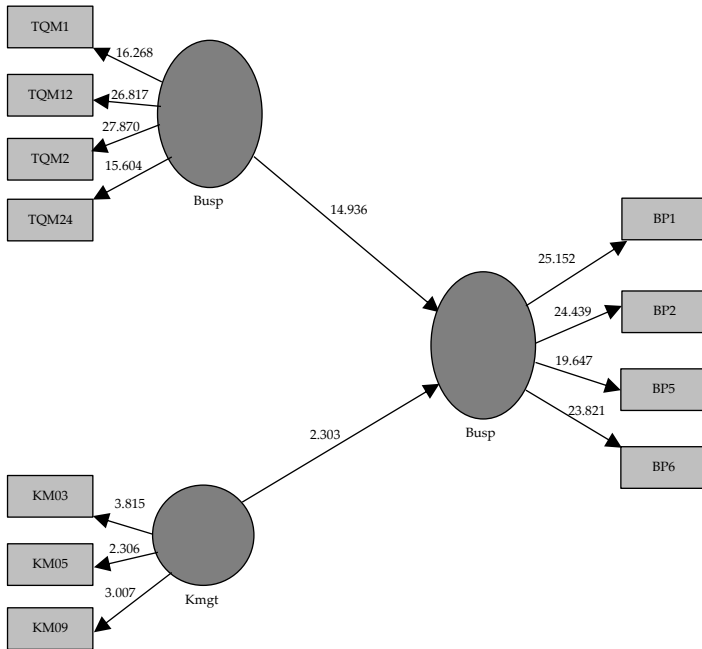 TQM1
16.268
TQM12
26.817
TQM2
27.870
TQM24
15.604
Busp
14.936
BP1
25.152
BP2
24.439
BP5
19.647
BP6
23.821
Busp
2.303
KM03
3.815
KM05
2.306
KM09
3.007
Kmgt